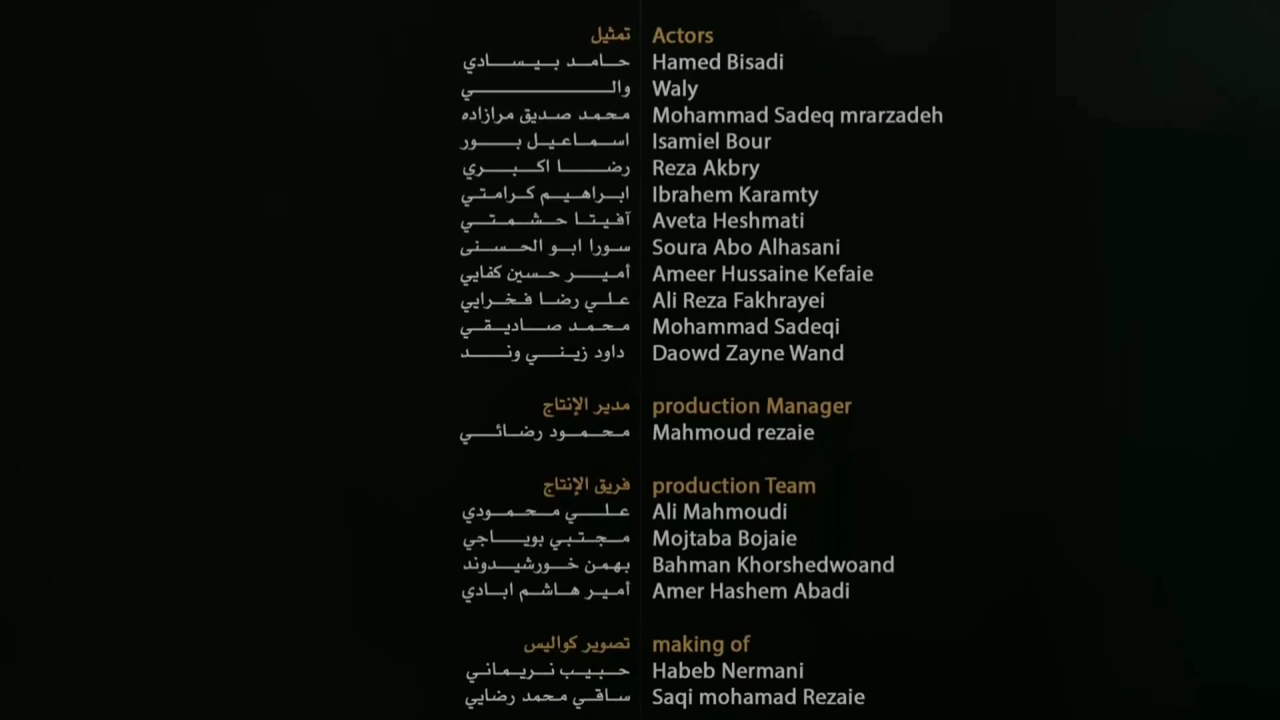 تمثيل Actors
حامد بيسادي Hamed Bisadi
والي Waly
محمد صديق مرازاده Mohammad Sadeq mrarzadeh
اسماعيل بور Isamiel Bour
رضا اكبري Reza Akbry
ابراهيم كرامتي Ibrahem Karamty
آفيتا حشمتي Aveta Heshmati
سورا ابو الحسنى Soura Abo Alhasani
أمير حسين كفايي Ameer Hussaine Kefaie
علي رضا فخرايي Ali Reza Fakhrayei
محمد صاديقي Mohammad Sadeqi
داود زيني وند Daowd Zayne Wand
مدير الإنتاج production Manager
محمود رضائي Mahmoud rezaie
فريق الإنتاج production Team
علي محمودي Ali Mahmoudi
مجتبي بوياجي Mojtaba Bojaie
بهمن خورشيدوند Bahman Khorshedwoand
أمير هاشم ابادي Amer Hashem Abadi
تصوير كواليس making of
حبيب نريماني Habeb Nermani
ساقي محمد رضايي Saqi mohamad Rezaie